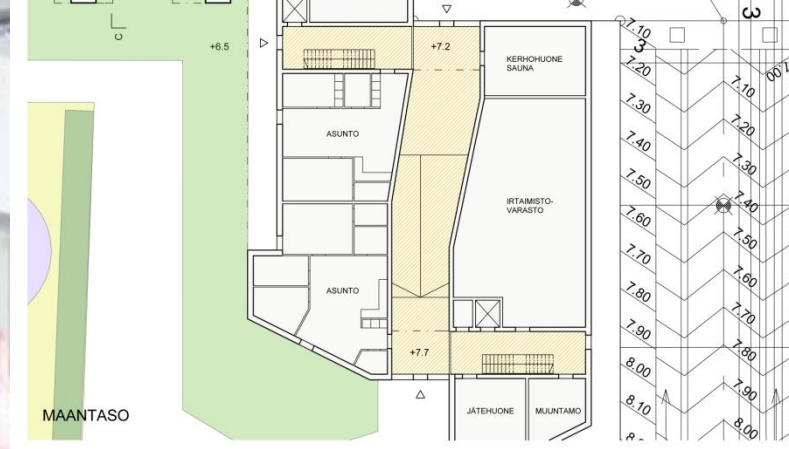 +6.5
C
+7.2
KERHOHUONE
SAUNA
ASUNTO
IRTAIMISTO-
VARASTO
ASUNTO
+7.7
JÄTEHUONE
MUUNTAMO
MAANTASO
3
7.10
7.20
7.30
7.40
7.50
7.60
7.70
7.80
7.90
8.00
8.10
3
7.10
7.20
7.30
7.40
7.50
7.60
7.70
7.80
7.90
8.00